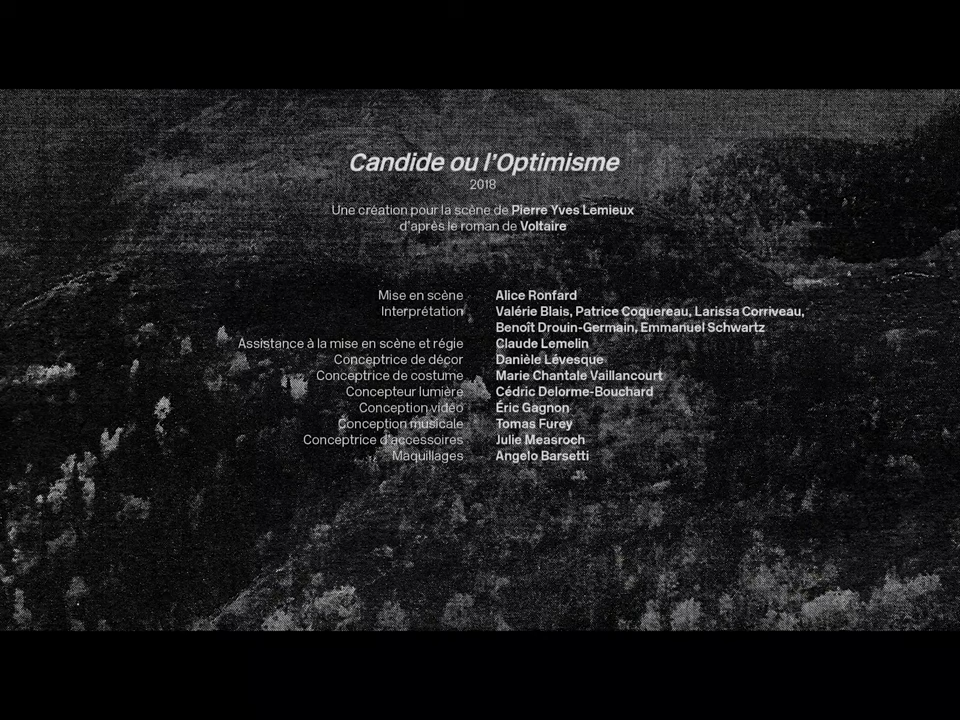 Candide ou l'Optimisme
2018
Une création pour la scène de Pierre Yves Lemieux
d'après le roman de Voltaire
Mise en scène Alice Ronfard
Interprétation Valérie Blais, Patrice Coquereau, Larissa Corriveau,
Benoît Drouin-Germain, Emmanuel Schwartz
Assistance à la mise en scène et régie Claude Lemelin
Conceptrice de décor Danièle Lévesque
Conceptrice de costume Marie Chantale Vaillancourt
Concepteur lumière Cédric Delorme-Bouchard
Conception vidéo Éric Gagnon
Conception musicale Tomas Furey
Conceptrice d'accessoires Julie Measroch
Maquillages Angelo Barsetti